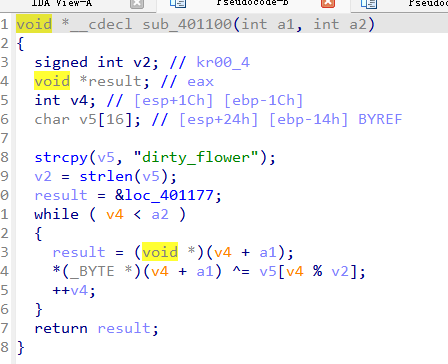 IDA View-A
Pseudocode-B
Pseudocod
1 void *__cdecl sub_401100(int a1, int a2)
2 {
3 signed int v2; // kr00_4
4 void *result; // eax
5 int v4; // [esp+1Ch] [ebp-1Ch]
6 char v5[16]; // [esp+24h] [ebp-14h] BYREF
7
8 strcpy(v5, "dirty_flower");
9 v2 = strlen(v5);
0 result = &loc_401177;
1 while ( v4 < a2 )
2 {
3 result = (void *)(v4 + a1);
4 *(_BYTE *)(v4 + a1) ^= v5[v4 % v2];
5 ++v4;
6 }
7 return result;
8 }